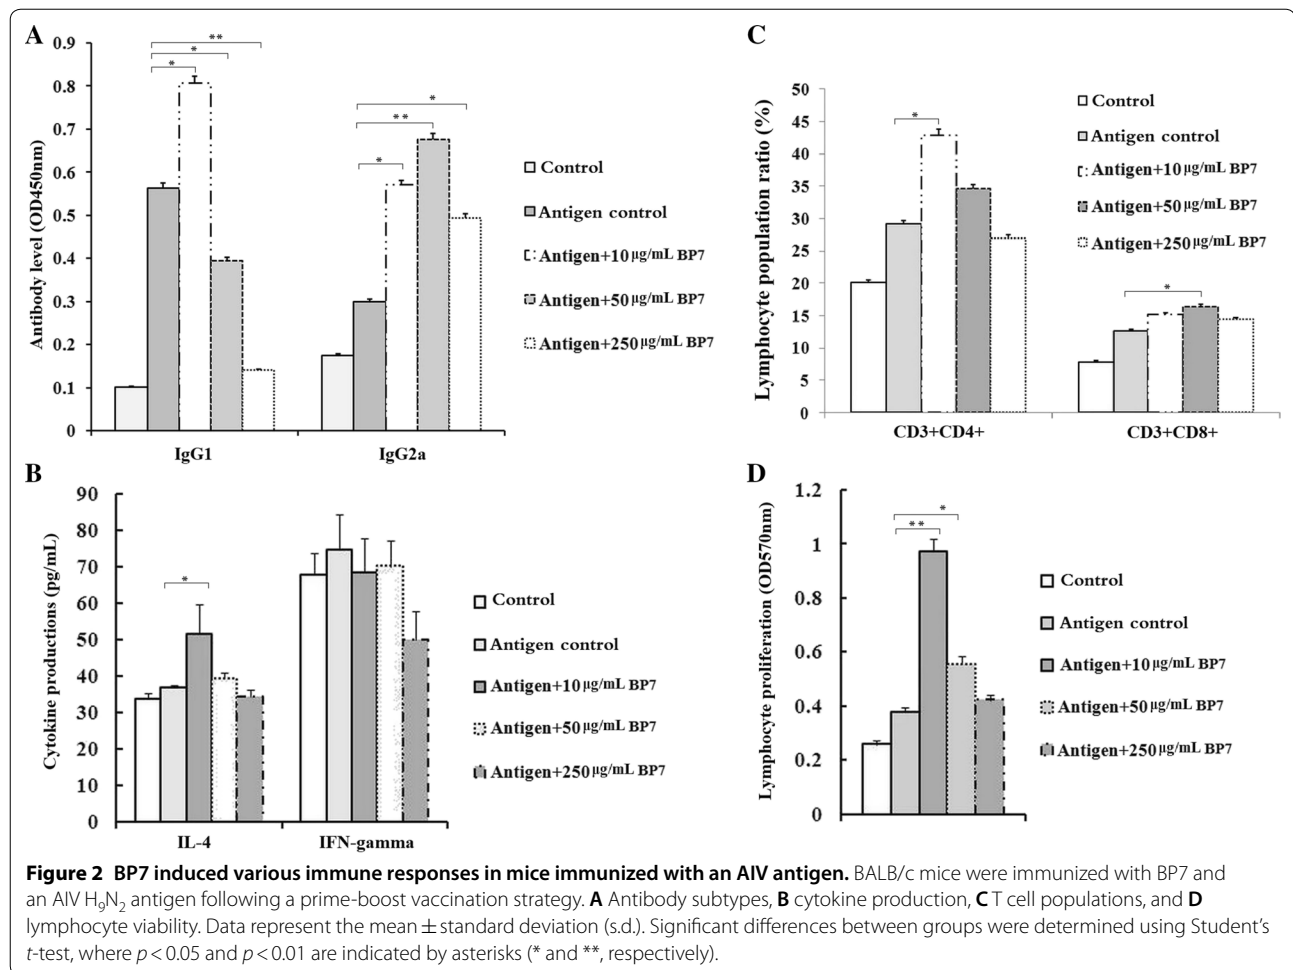 A
0.9
0.8
0.7
0.6
0.5
0.4
0.3
0.2
0.1
0
Antibody level (OD450nm)
**
*
*
*
**
*
IgG1 IgG2a
Control
Antigen control
Antigen+10 µg/mL BP7
Antigen+50 µg/mL BP7
Antigen+250 µg/mL BP7
B
90
80
70
60
50
40
30
20
10
0
Cytokine productions (pg/mL)
*
IL-4 IFN-gamma
Control
Antigen control
Antigen+10 µg/mL BP7
Antigen+50 µg/mL BP7
Antigen+250 µg/mL BP7
C
50
45
40
35
30
25
20
15
10
5
0
Lymphocyte population ratio (%)
*
*
CD3+CD4+ CD3+CD8+
Control
Antigen control
Antigen+10 µg/mL BP7
Antigen+50 µg/mL BP7
Antigen+250 µg/mL BP7
D
1.2
1
0.8
0.6
0.4
0.2
0
Lymphocyte proliferation (OD570nm)
*
**
Control
Antigen control
Antigen+10 µg/mL BP7
Antigen+50 µg/mL BP7
Antigen+250 µg/mL BP7
Figure 2 BP7 induced various immune responses in mice immunized with an AIV antigen. BALB/c mice were immunized with BP7 and
an AIV H₉N₂ antigen following a prime-boost vaccination strategy. A Antibody subtypes, B cytokine production, C T cell populations, and D
lymphocyte viability. Data represent the mean ± standard deviation (s.d.). Significant differences between groups were determined using Student's
t-test, where p < 0.05 and p < 0.01 are indicated by asterisks (* and **, respectively).